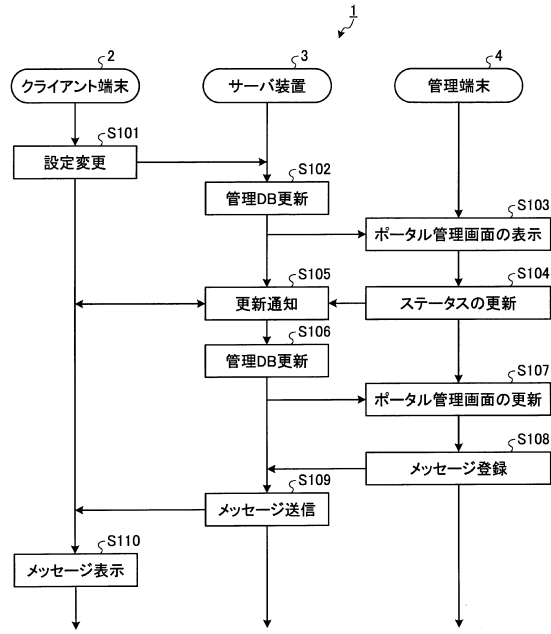 1
2
3
4
クライアント端末
サーバ装置
管理端末
S101
設定変更
S102
管理DB更新
S103
ポータル管理画面の表示
S104
ステータスの更新
S105
更新通知
S106
管理DB更新
S107
ポータル管理画面の更新
S108
メッセージ登録
S109
メッセージ送信
S110
メッセージ表示